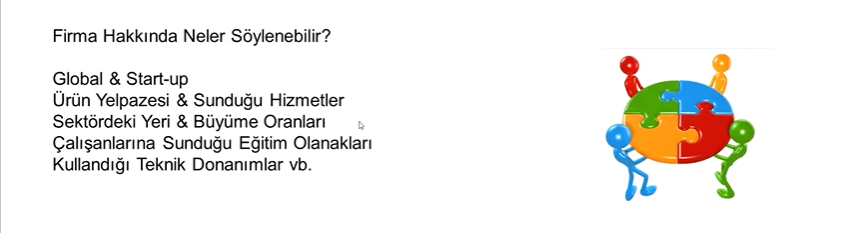 Firma Hakkında Neler Söylenebilir?
Global & Start-up
Ürün Yelpazesi & Sunduğu Hizmetler
Sektördeki Yeri & Büyüme Oranları
Çalışanlarına Sunduğu Eğitim Olanakları
Kullandığı Teknik Donanımlar vb.